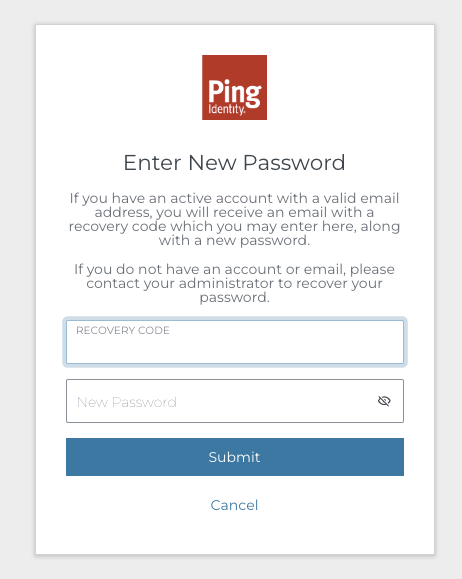 Ping
Identity.
Enter New Password
If you have an active account with a valid email
address, you will receive an email with a
recovery code which you may enter here, along
with a new password.
If you do not have an account or email, please
contact your administrator to recover your
password.
RECOVERY CODE
New Password
Submit
Cancel